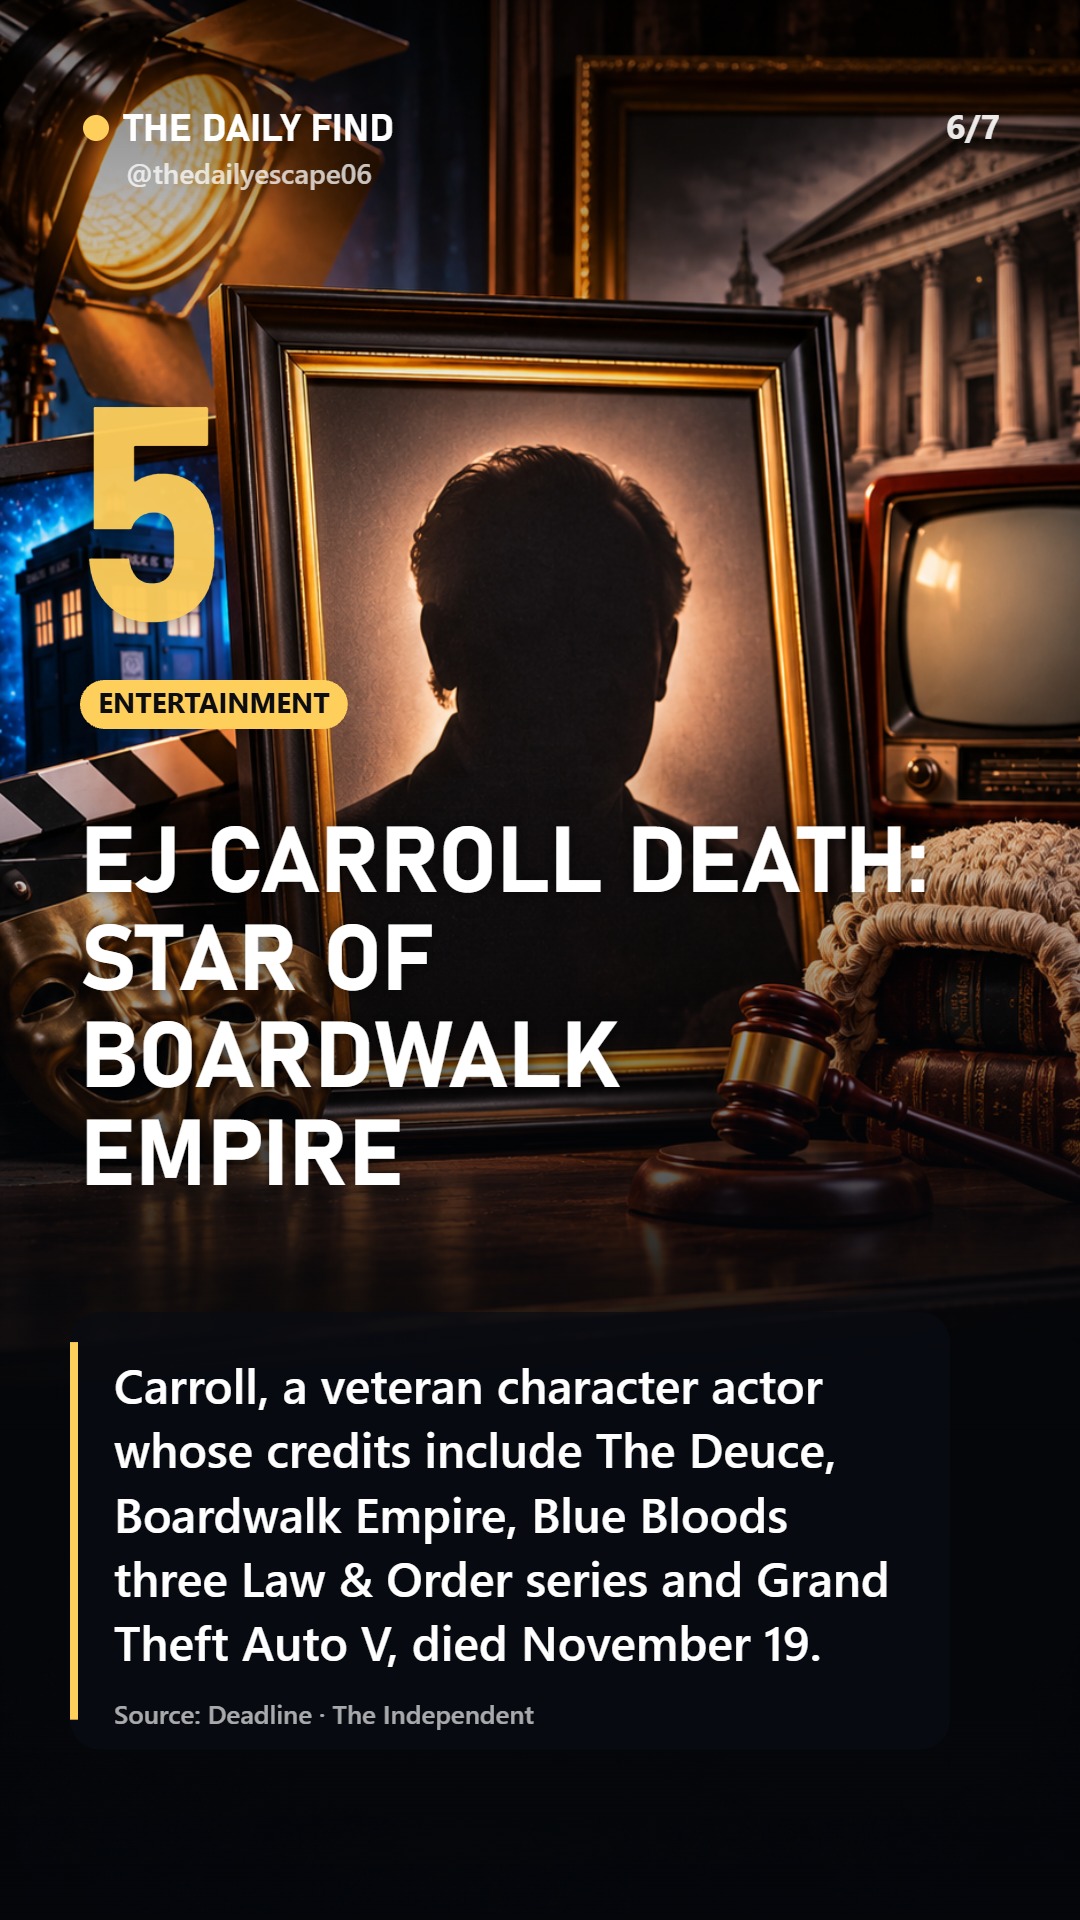 THE DAILY FIND
6/7
@thedailyescape06
5
ENTERTAINMENT
EJ CARROLL DEATH:
STAR OF
BOARDWALK
EMPIRE
Carroll, a veteran character actor
whose credits include The Deuce,
Boardwalk Empire, Blue Bloods
three Law & Order series and Grand
Theft Auto V, died November 19.
Source: Deadline · The Independent